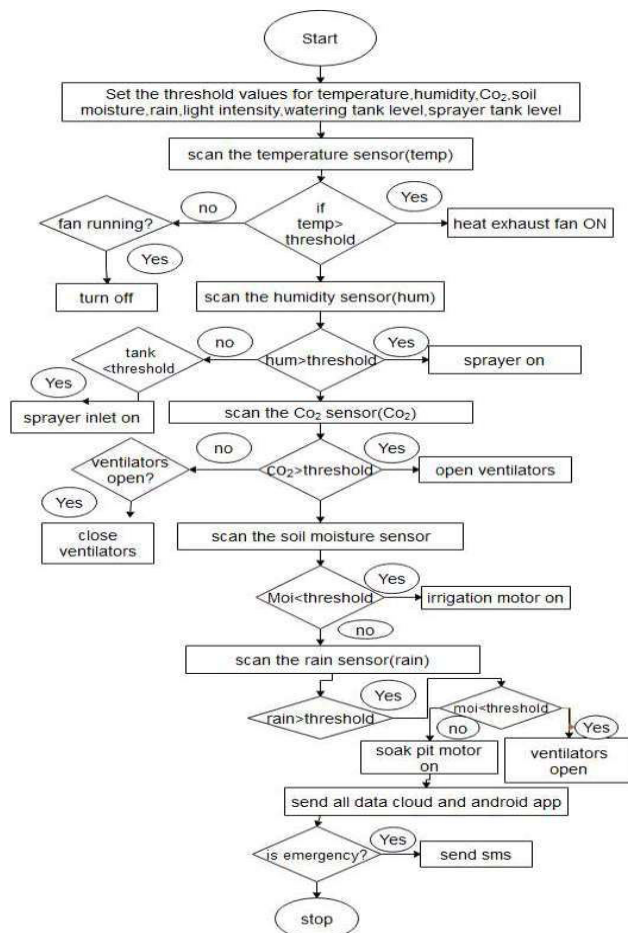 Start
Set the threshold values for temperature,humidity,Co₂,soil
moisture,rain,light intensity,watering tank level,sprayer tank level
scan the temperature sensor(temp)
fan running?
no
if
temp>
threshold
Yes
heat exhaust fan ON
Yes
turn off
scan the humidity sensor(hum)
tank
<threshold
no
hum>threshold
Yes
sprayer on
Yes
sprayer inlet on
scan the Co₂ sensor(Co₂)
ventilators
open?
no
CO₂>threshold
Yes
open ventilators
Yes
close
ventilators
scan the soil moisture sensor
Moi<threshold
Yes
irrigation motor on
no
scan the rain sensor(rain)
rain>threshold
Yes
moi<threshold
no
Yes
soak pit motor
on
ventilators
open
send all data cloud and android app
is emergency?
Yes
send sms
stop